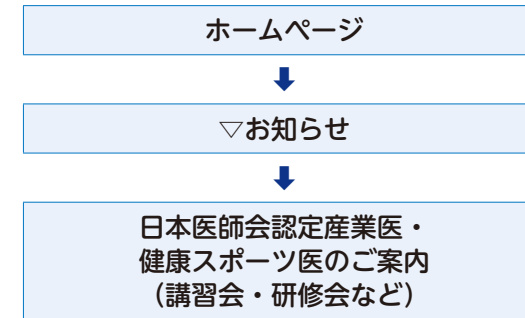 ホームページ
▽お知らせ
日本医師会認定産業医・
健康スポーツ医のご案内
（講習会・研修会など）